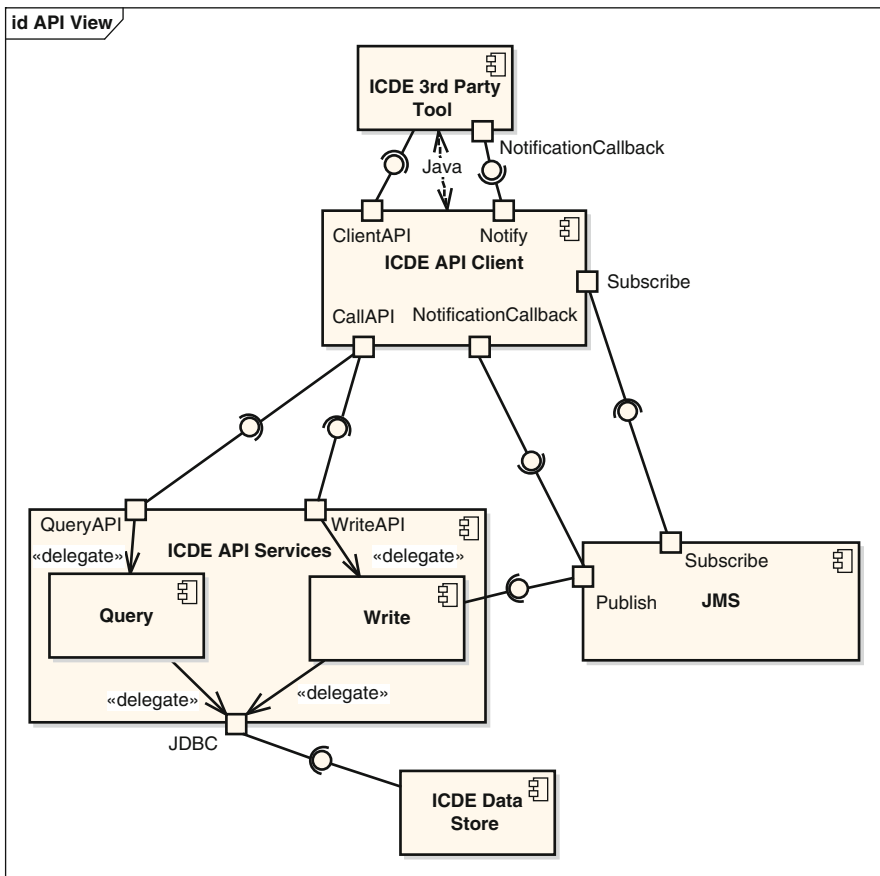 id API View
ICDE 3rd Party
Tool
NotificationCallback
Java
ClientAPI
Notify
ICDE API Client
Subscribe
CallAPI
NotificationCallback
QueryAPI
WriteAPI
ICDE API Services
«delegate»
«delegate»
Subscribe
Query
Write
Publish
JMS
«delegate»
«delegate»
JDBC
ICDE Data
Store